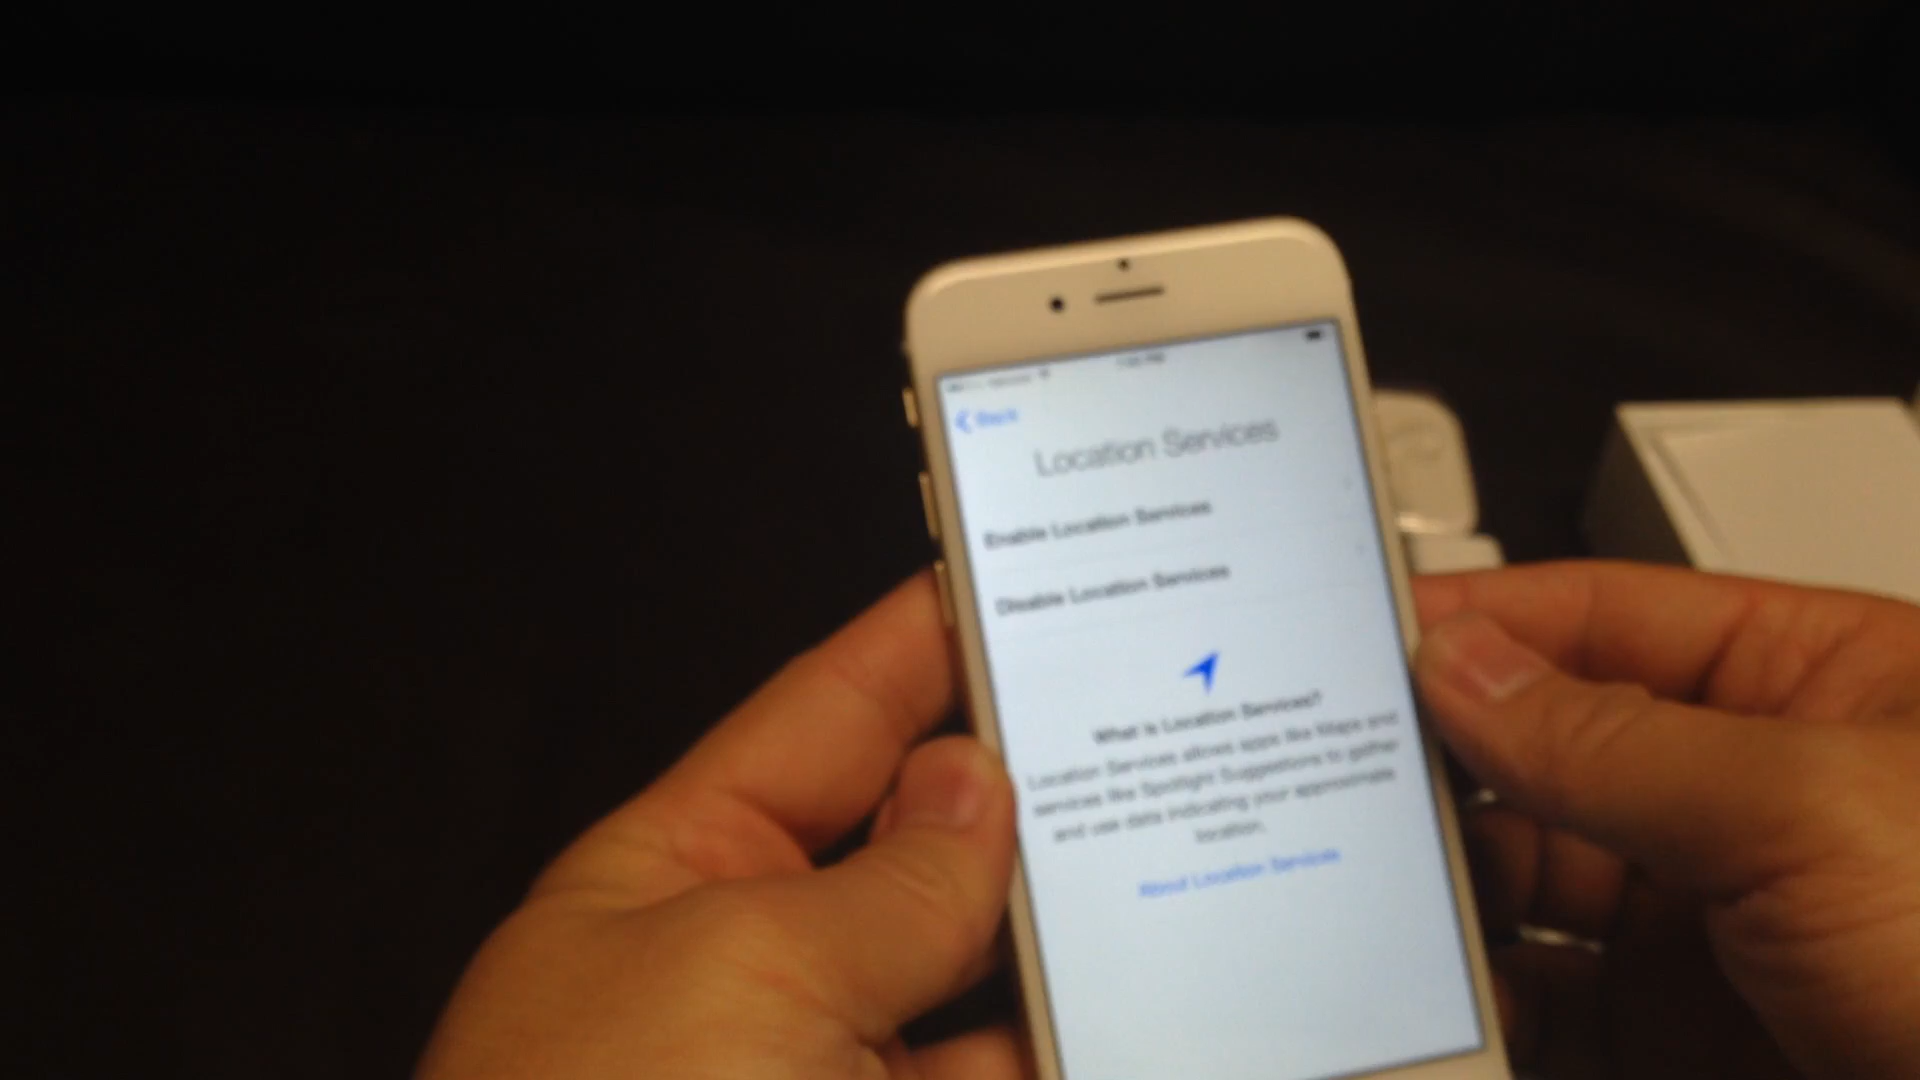 Back
Location Services
Enable Location Services
Disable Location Services
What is Location Services?
Location Services allows apps like Maps and
services like Spotlight Suggestions to gather
and use data indicating your approximate
location.
About Location Services